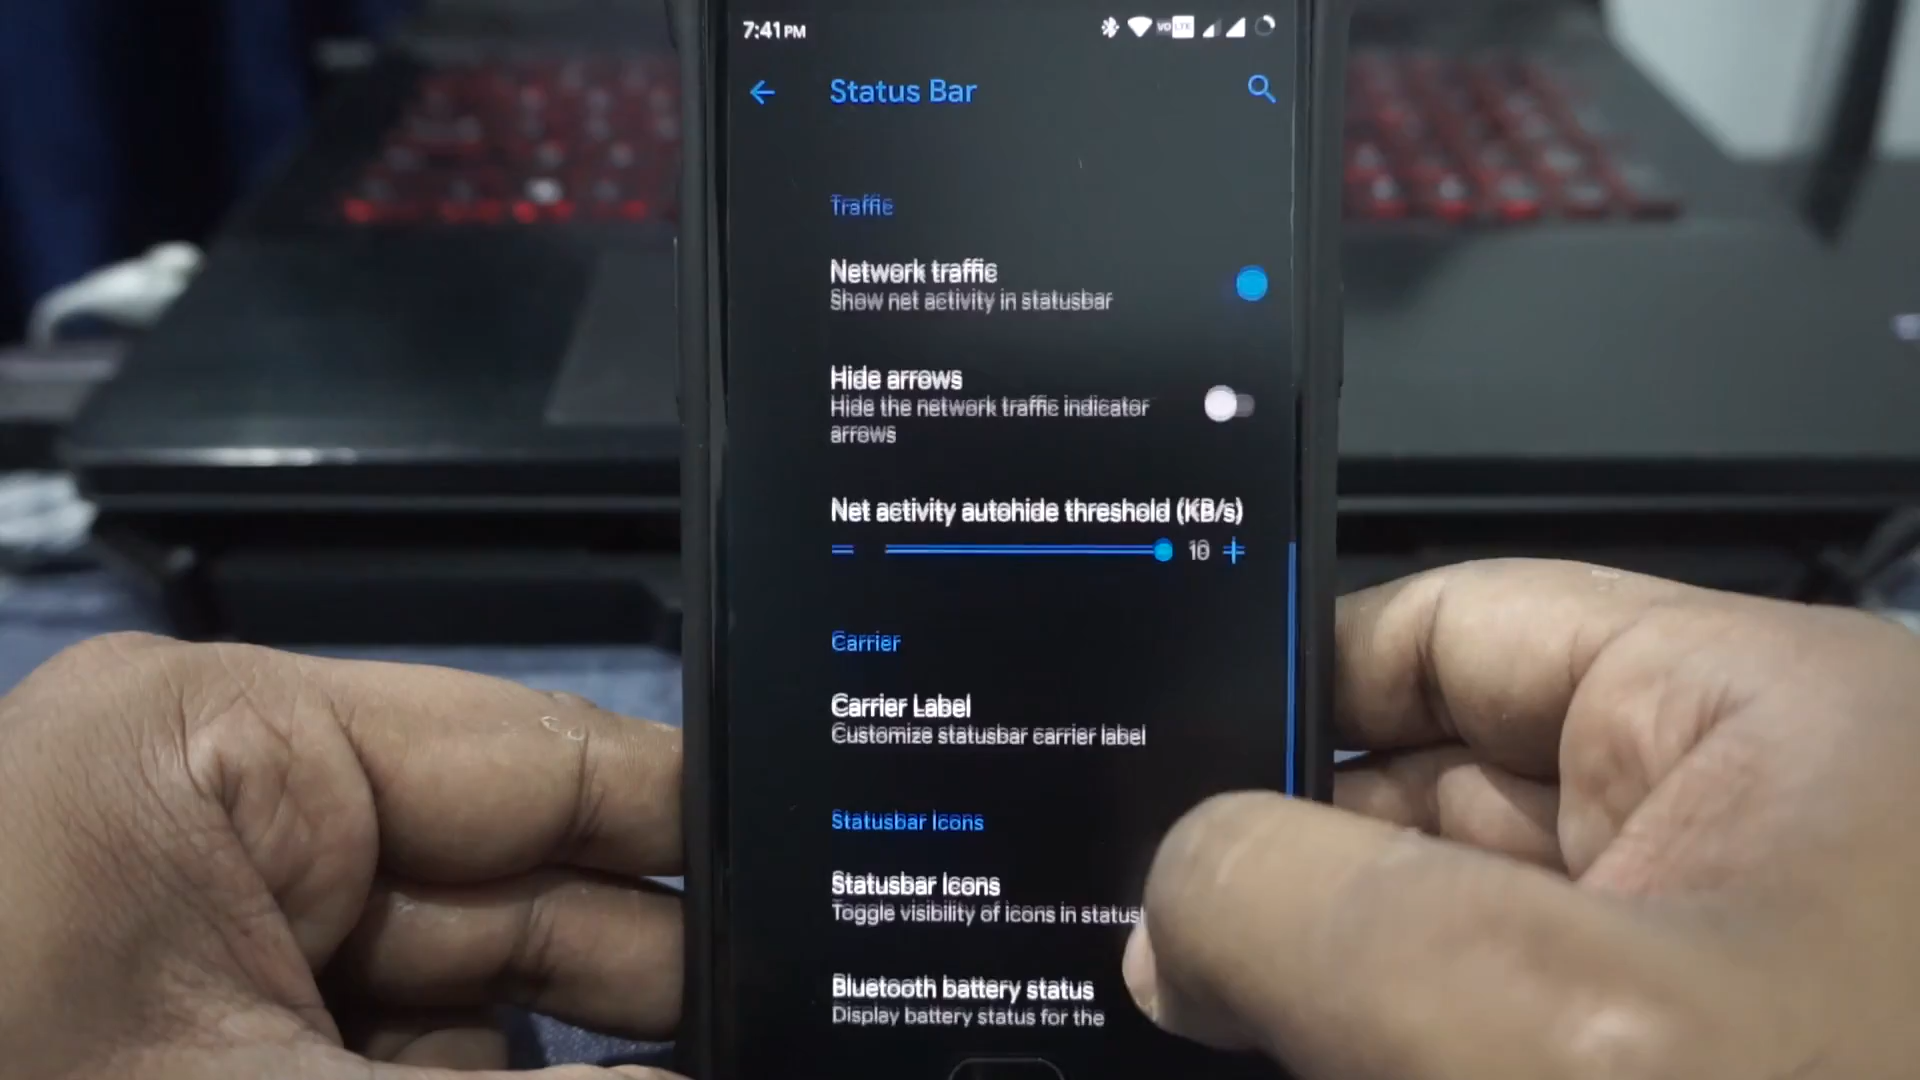 7:41 PM
VO LTE
Status Bar
Traffic
Network traffic
Show net activity in statusbar
Hide arrows
Hide the network traffic indicator
arrows
Net activity autohide threshold (KB/s)
10
Carrier
Carrier Label
Customize statusbar carrier label
Statusbar Icons
Statusbar Icons
Toggle visibility of icons in
Bluetooth battery status
Display battery status for the